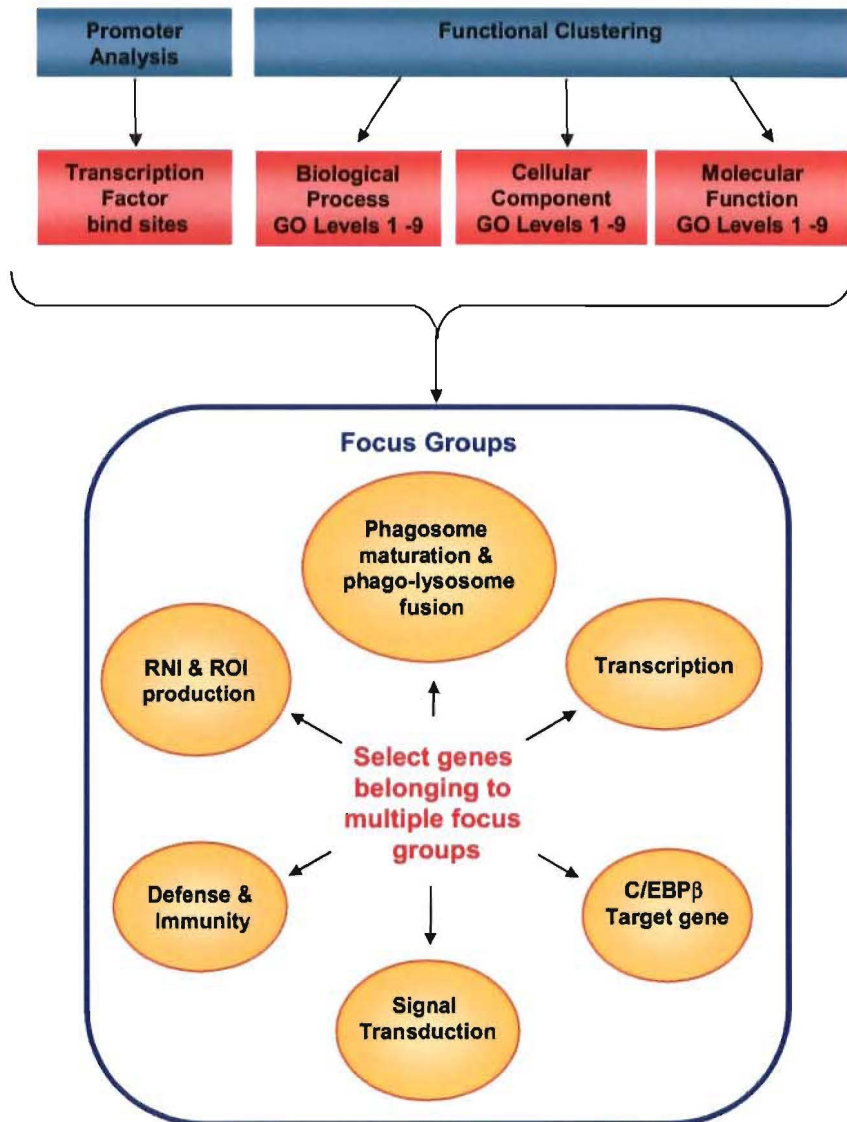 Promoter
Analysis
Functional Clustering
Transcription
Factor
bind sites
Biological
Process
GO Levels 1 -9
Cellular
Component
GO Levels 1 -9
Molecular
Function
GO Levels 1 -9
Focus Groups
Phagosome
maturation &
phago-lysosome
fusion
RNI & ROI
production
Transcription
Select genes
belonging to
multiple focus
groups
Defense &
Immunity
C/EBPβ
Target gene
Signal
Transduction